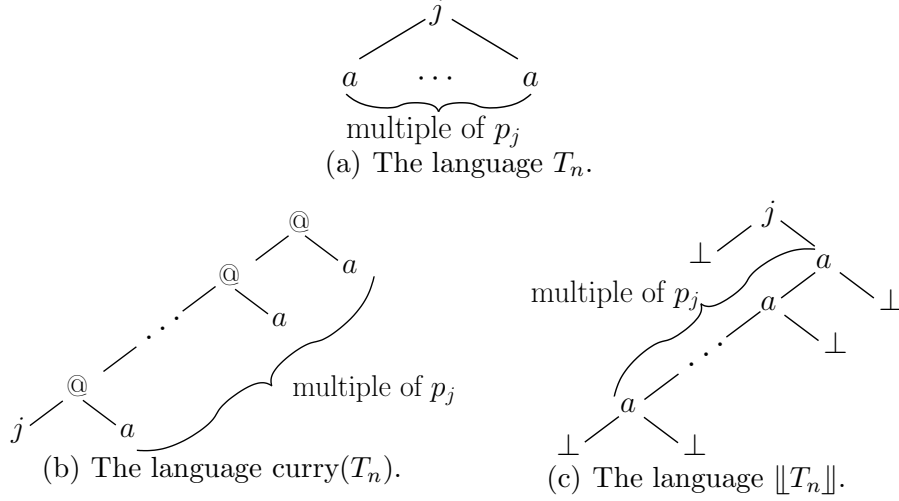 j
a ··· a
multiple of p_j
(a) The language T_n.
@
@ a
··· a
@ multiple of p_j
j a
(b) The language curry(T_n).
j
⊥ a
multiple of p_j a ⊥
··· ⊥
a
⊥ ⊥
(c) The language ⟦T_n⟧.